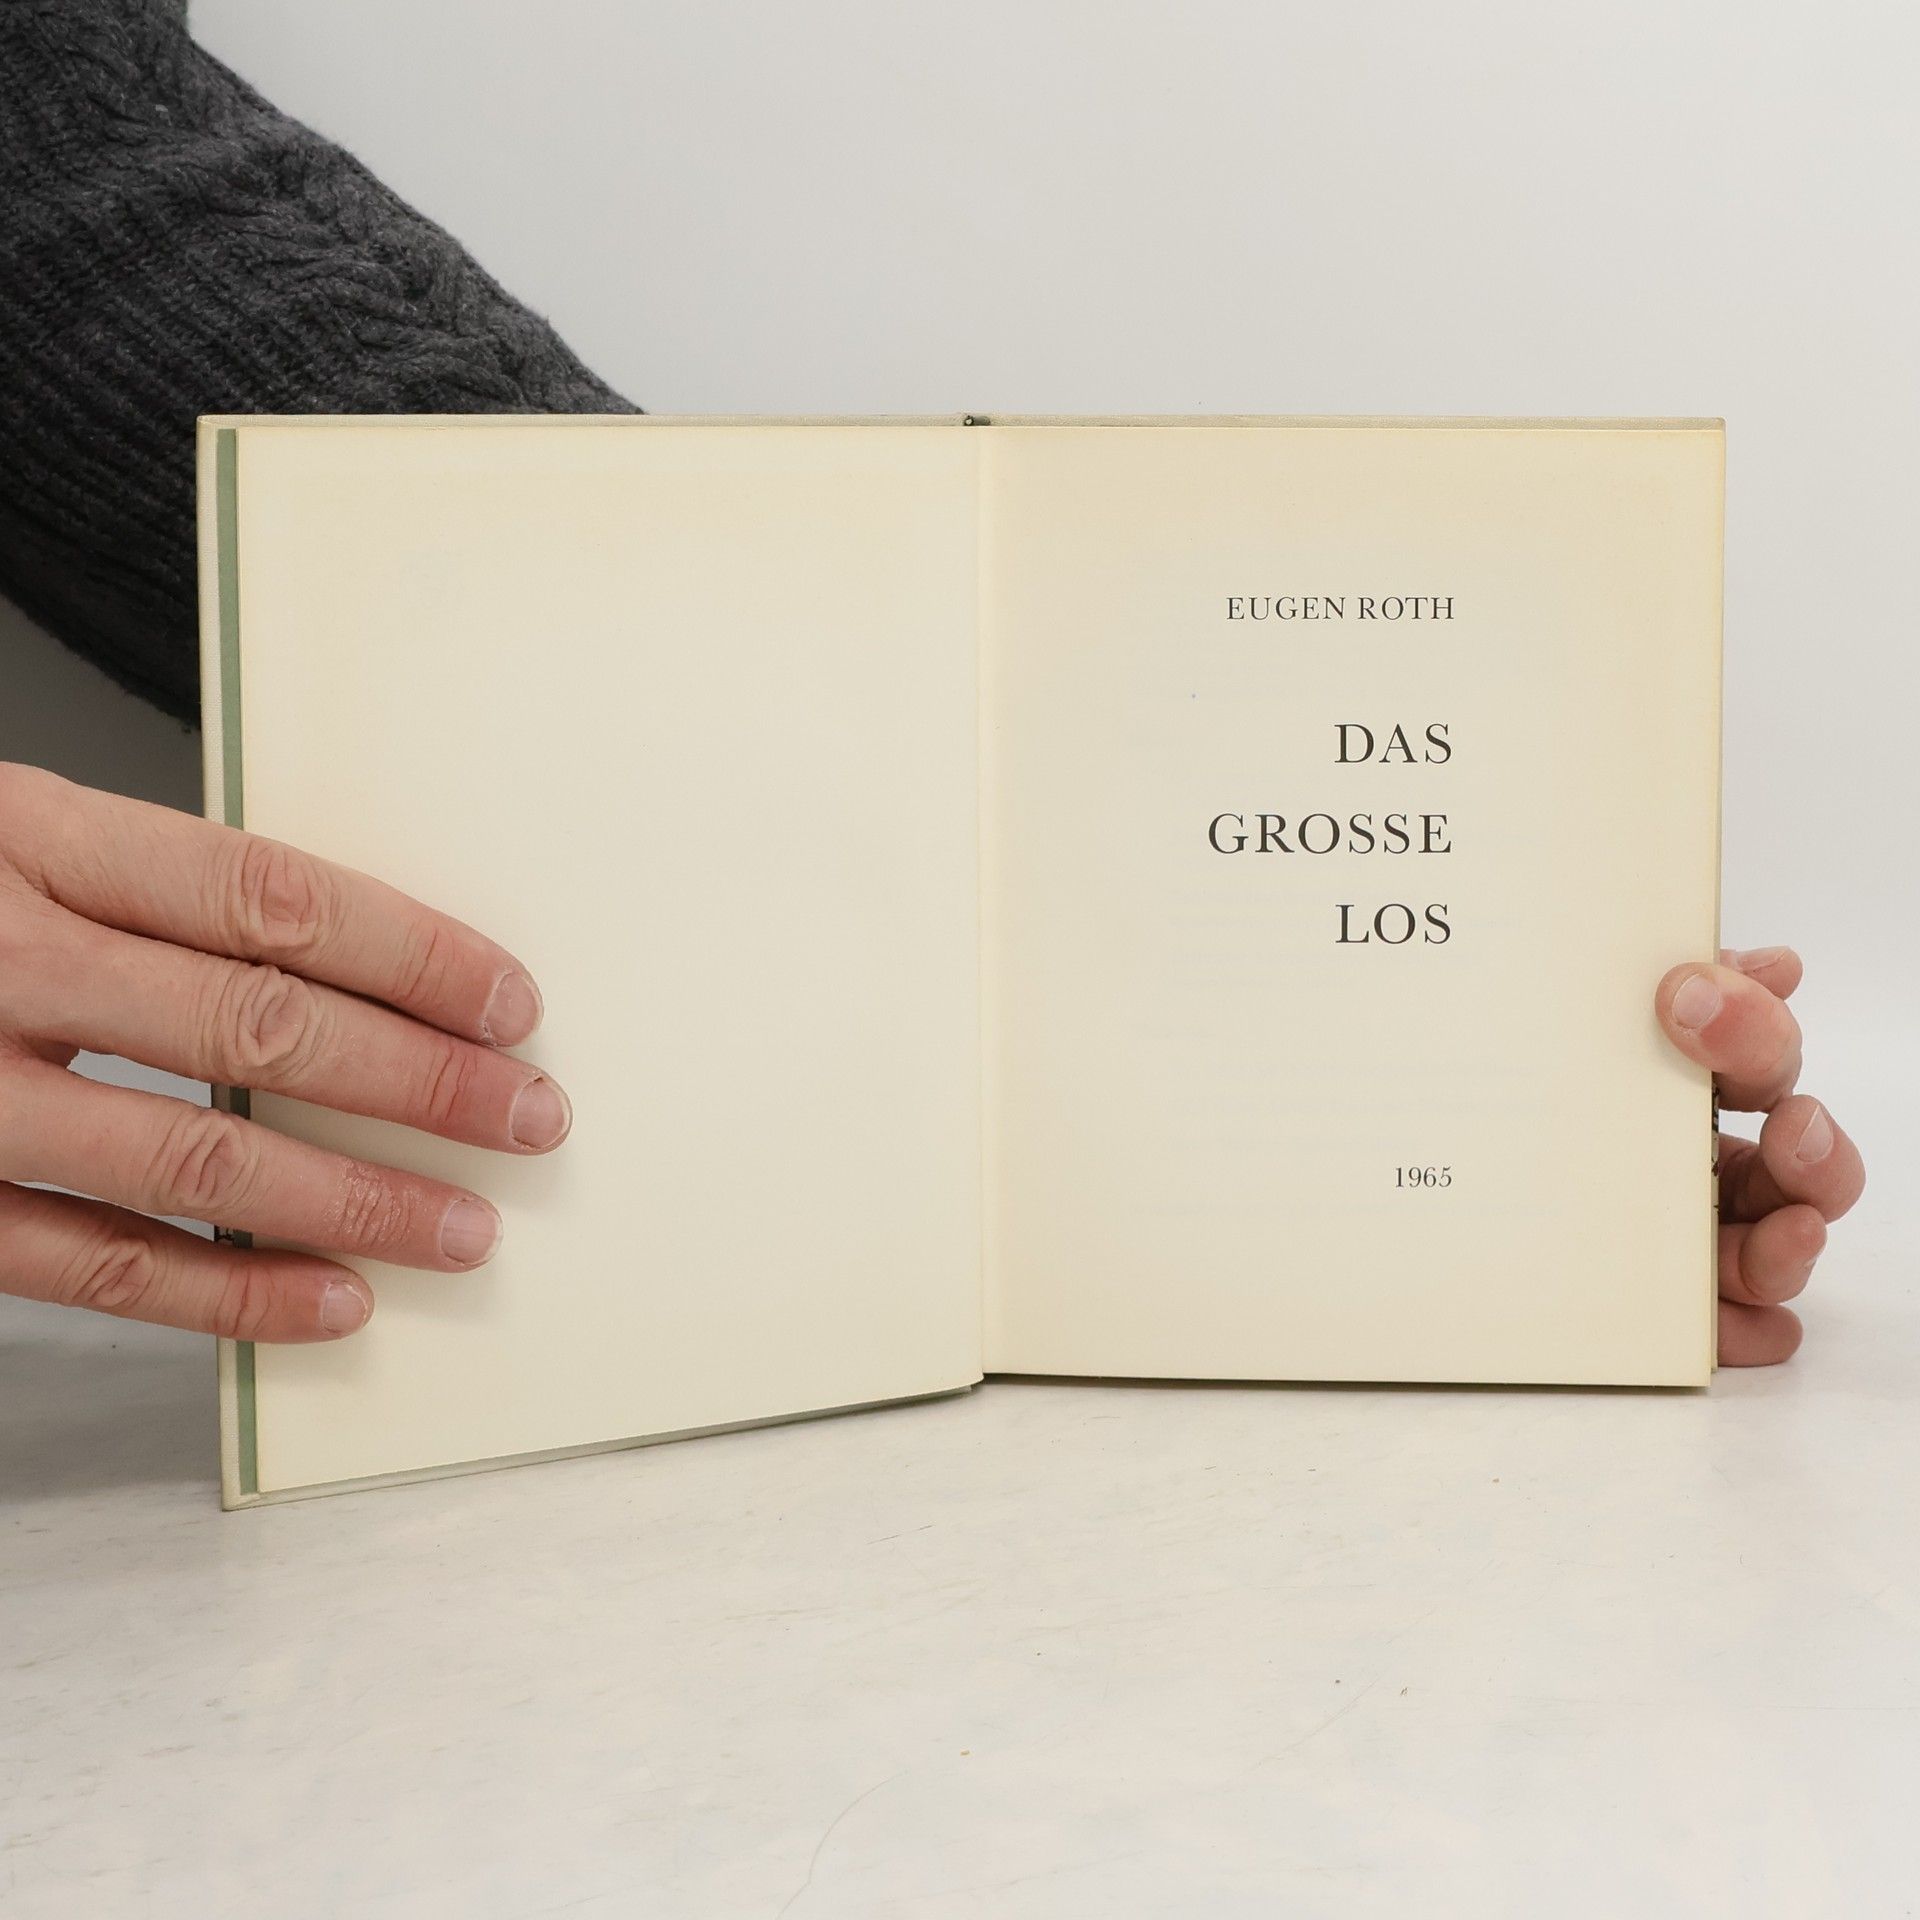 EUGEN ROTH
DAS
GROSSE
LOS
1965